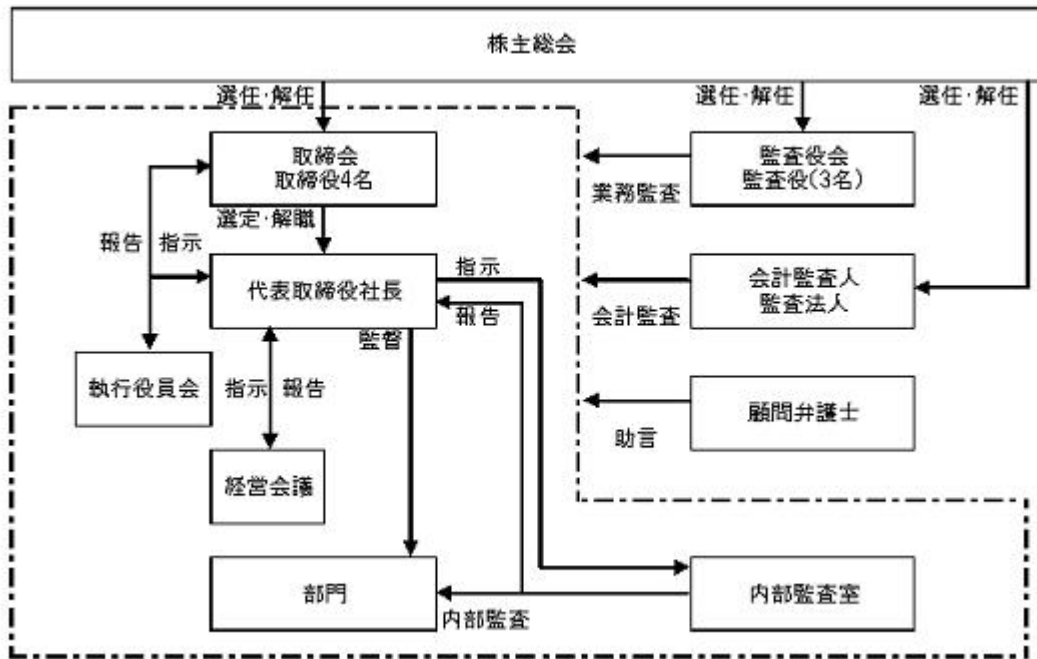 株主総会
選任・解任
選任・解任
選任・解任
取締会
取締役4名
監査役会
監査役(3名)
業務監査
選定・解職
報告
指示
代表取締役社長
指示
報告
会計監査人
監査法人
会計監査
監督
執行役員会
指示
報告
顧問弁護士
助言
経営会議
部門
内部監査
内部監査室